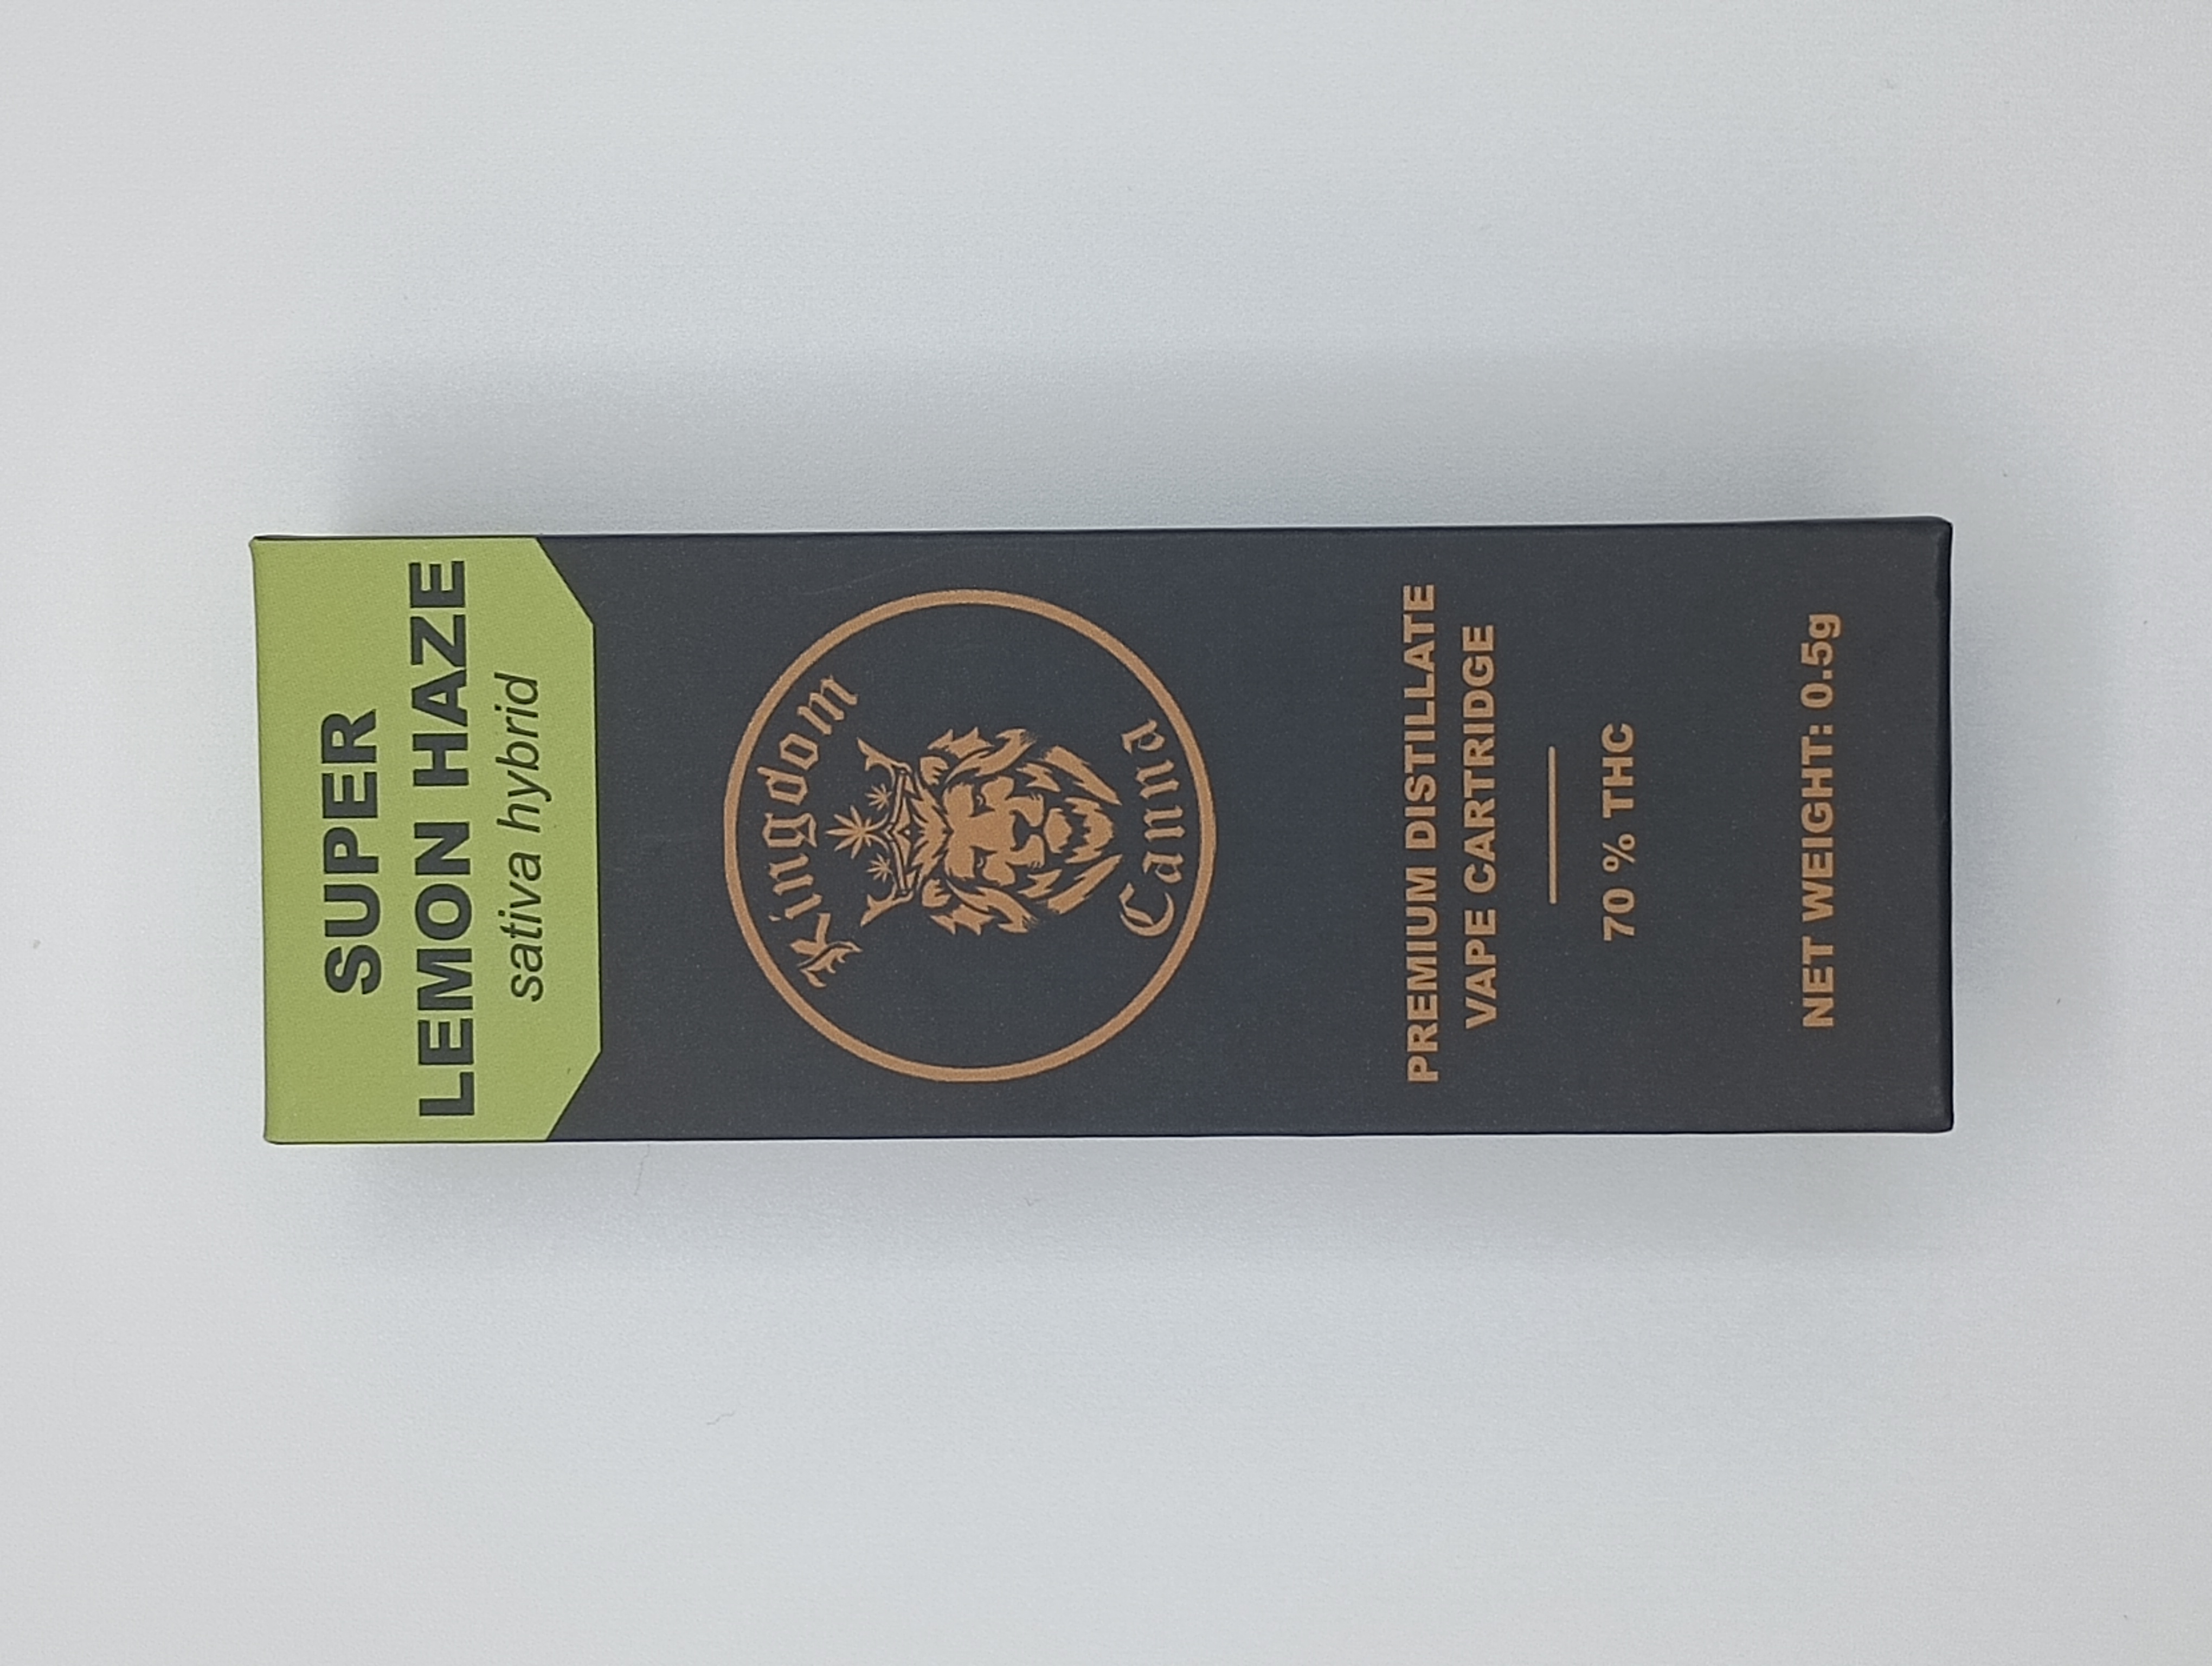 SUPER
LEMON HAZE
sativa hybrid
Kingdom
Canna
PREMIUM DISTILLATE
VAPE CARTRIDGE
70 % THC
NET WEIGHT: 0.5g